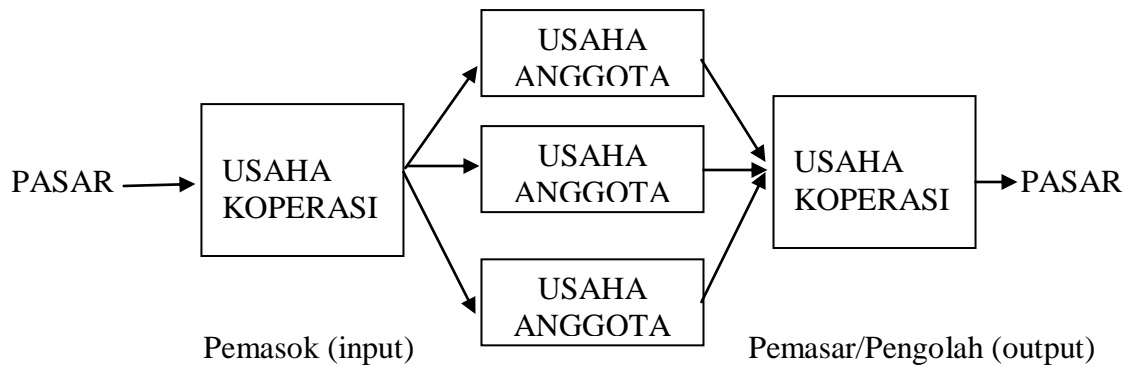 PASAR
USAHA
KOPERASI
USAHA
ANGGOTA
USAHA
ANGGOTA
USAHA
ANGGOTA
USAHA
KOPERASI
PASAR
Pemasok (input)
Pemasar/Pengolah (output)